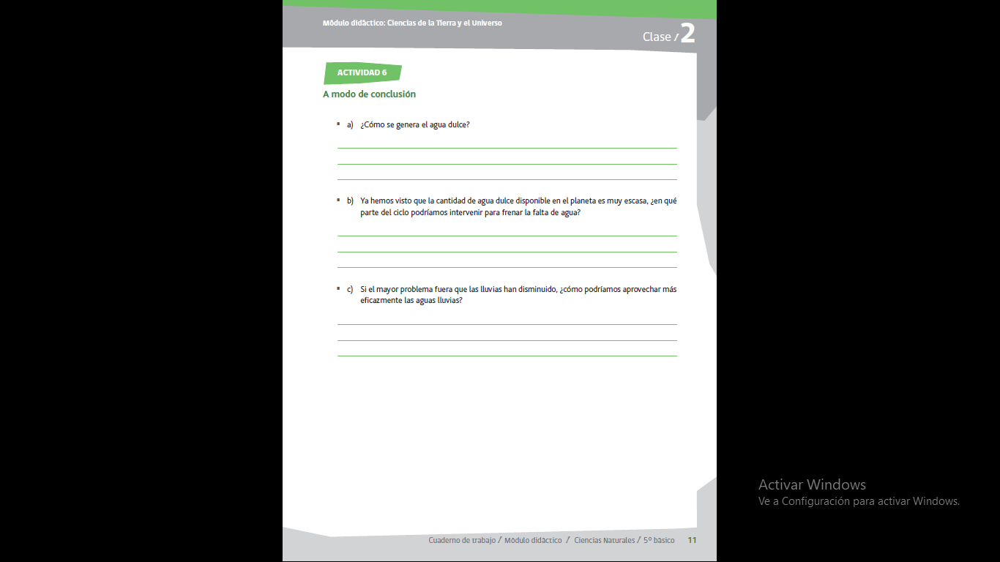 Módulo didáctico: Ciencias de la Tierra y el Universo
Clase / 2
ACTIVIDAD 6
A modo de conclusión
a) ¿Cómo se genera el agua dulce?
b) Ya hemos visto que la cantidad de agua dulce disponible en el planeta es muy escasa, ¿en qué
parte del ciclo podríamos intervenir para frenar la falta de agua?
c) Si el mayor problema fuera que las lluvias han disminuido, ¿cómo podríamos aprovechar más
eficazmente las aguas lluvias?
Activar Windows
Ve a Configuración para activar Windows.
Cuaderno de trabajo / Módulo didáctico / Ciencias Naturales / 5º básico 11